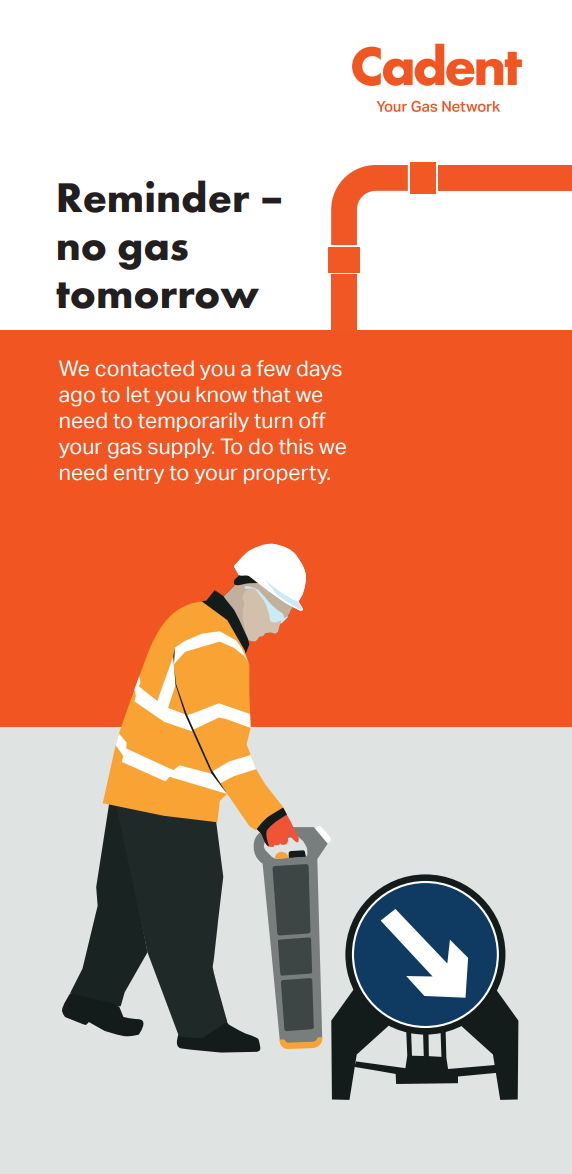 Cadent
Your Gas Network
Reminder –
no gas
tomorrow
We contacted you a few days
ago to let you know that we
need to temporarily turn off
your gas supply. To do this we
need entry to your property.